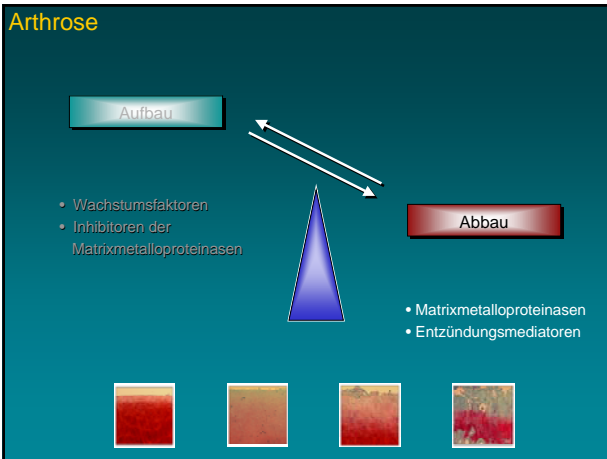 Arthrose
Aufbau
• Wachstumsfaktoren
• Inhibitoren der
Matrixmetalloproteinasen
Abbau
• Matrixmetalloproteinasen
• Entzündungsmediatoren